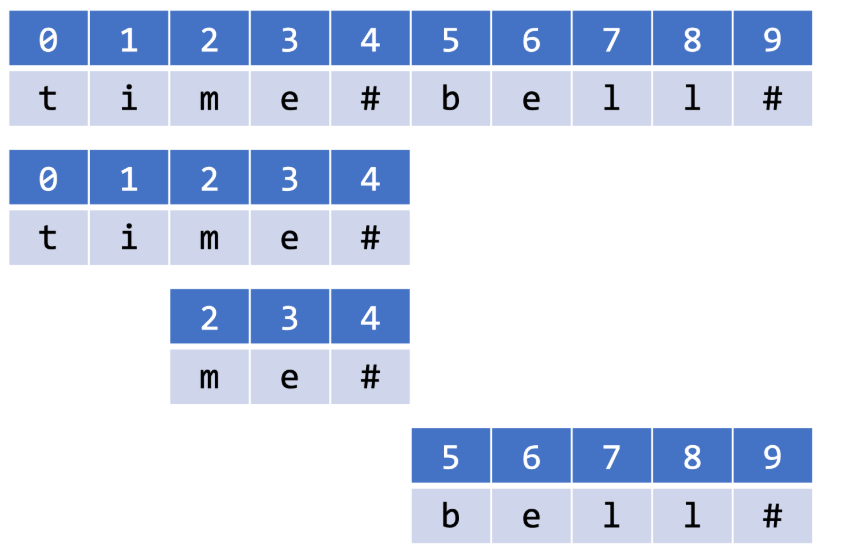 0 1 2 3 4 5 6 7 8 9
t i m e # b e l l #
0 1 2 3 4
t i m e #
2 3 4
m e #
5 6 7 8 9
b e l l #